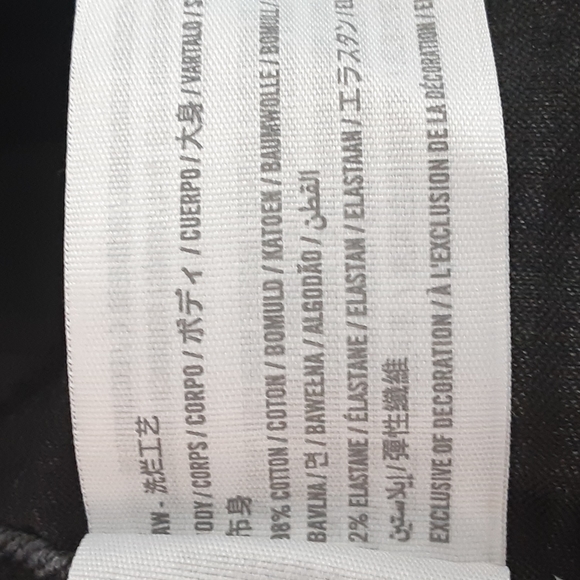 AW - 洗烂工艺
ODY / CORPS / CORPO / ボディ / CUERPO / 大身 / VARTALO / S
布身
98% COTTON / COTON / BOMULD / KATOEN / BAUMWOLLE / BOMULL /
BAVLNA / 면 / BAWEŁNA / ALGODÃO / القطن
2% ELASTANE / ÉLASTANE / ELASTAN / ELASTAAN / エラスタン / EL
إيلاستين / 彈性纖維
EXCLUSIVE OF DECORATION / À L'EXCLUSION DE LA DÉCORATION / E